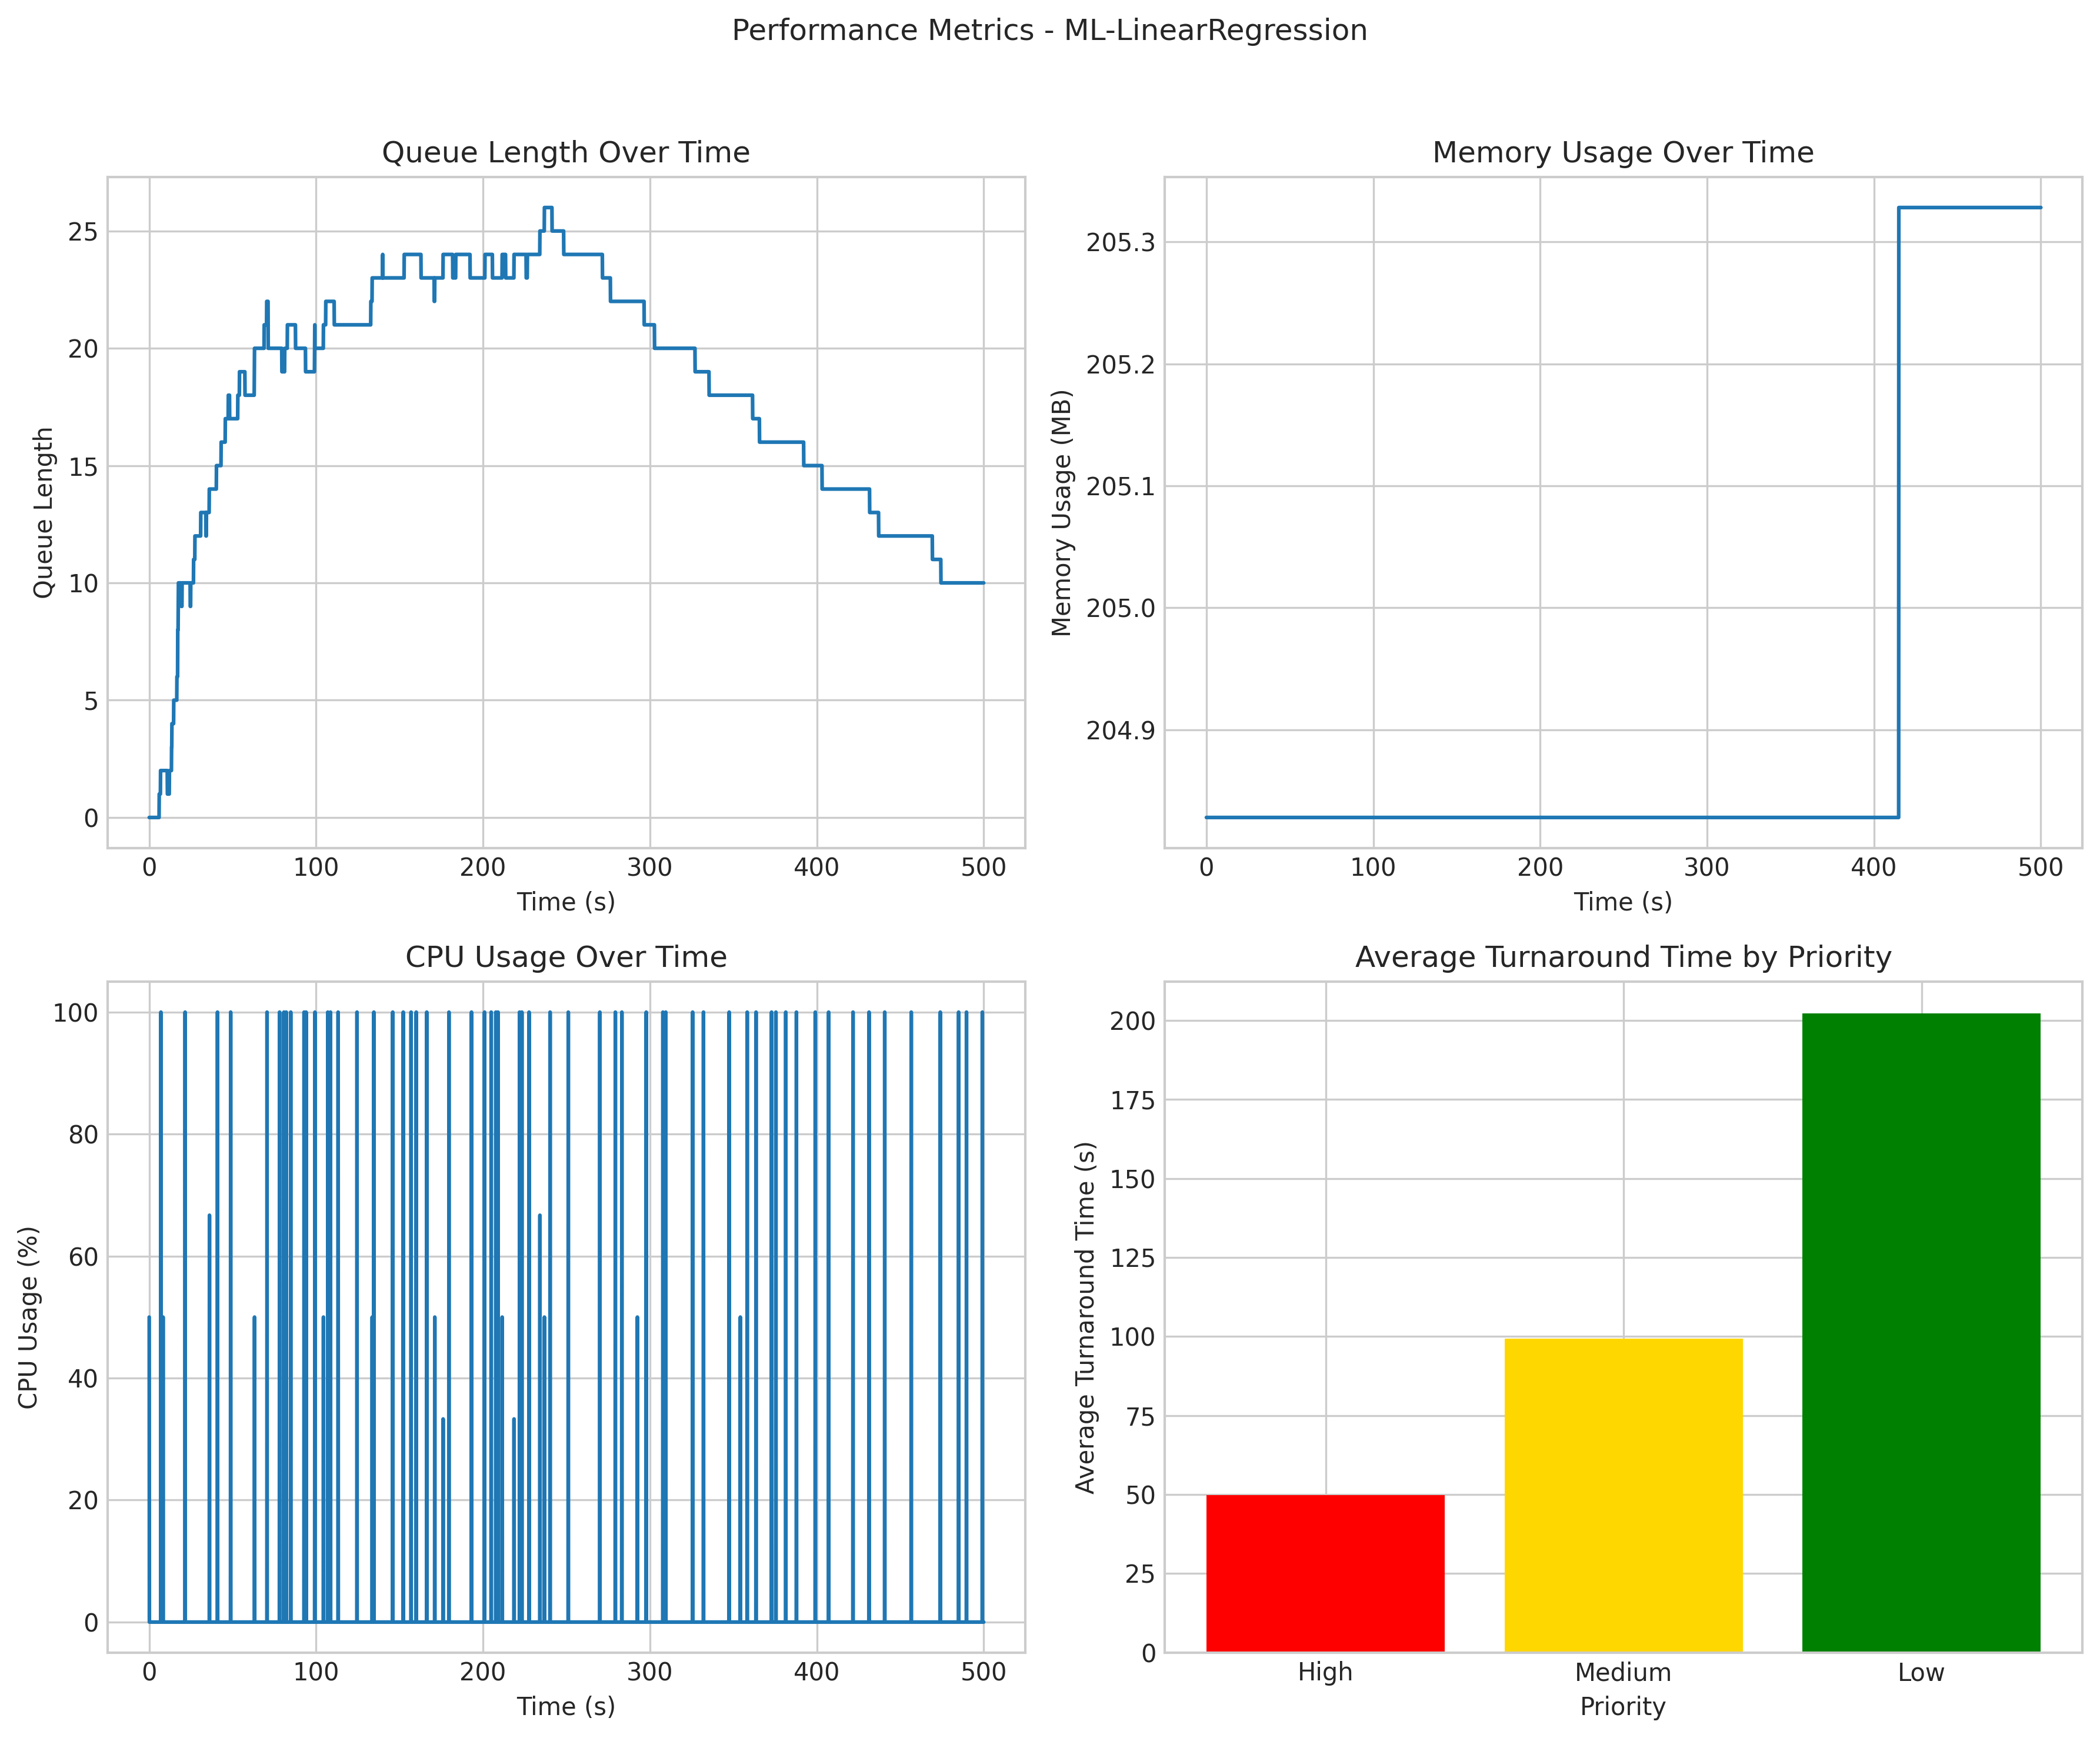 Performance Metrics - ML-LinearRegression
Queue Length Over Time
Queue Length
25
20
15
10
5
0
0 100 200 300 400 500
Time (s)
Memory Usage Over Time
Memory Usage (MB)
205.3
205.2
205.1
205.0
204.9
0 100 200 300 400 500
Time (s)
CPU Usage Over Time
CPU Usage (%)
100
80
60
40
20
0
0 100 200 300 400 500
Time (s)
Average Turnaround Time by Priority
Average Turnaround Time (s)
200
175
150
125
100
75
50
25
0
High Medium Low
Priority